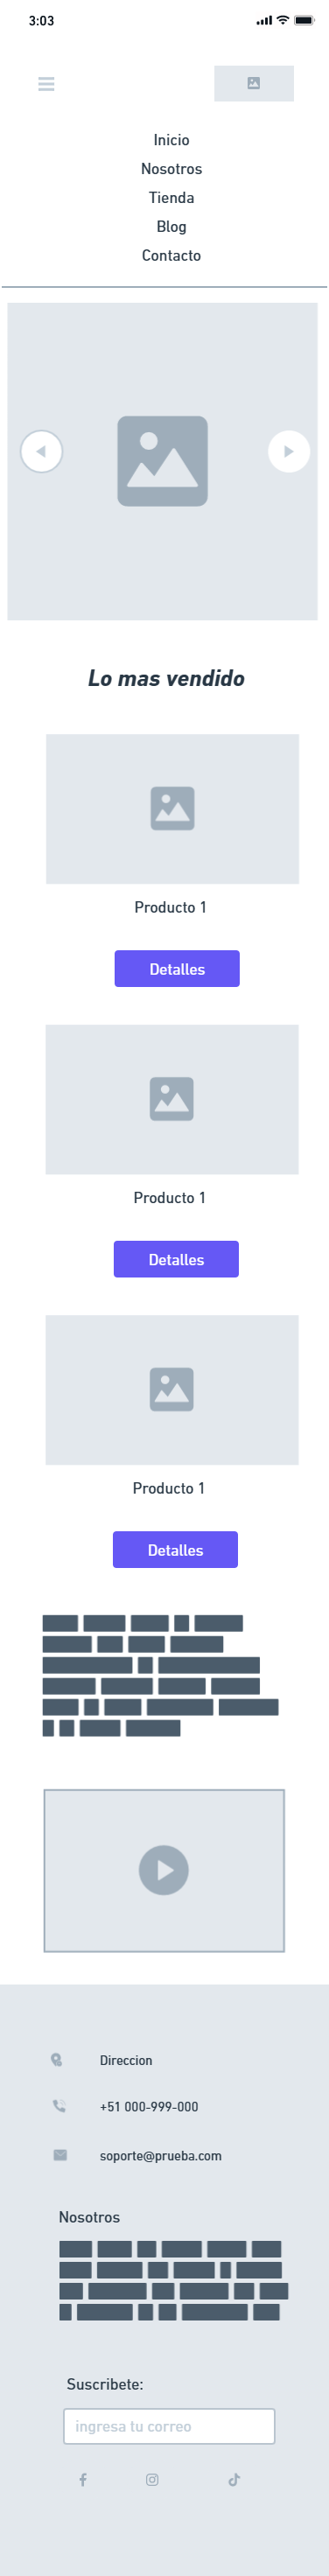 3:03
Inicio
Nosotros
Tienda
Blog
Contacto
Lo mas vendido
Producto 1
Detalles
Producto 1
Detalles
Producto 1
Detalles
Direccion
+51 000-999-000
soporte@prueba.com
Nosotros
Suscribete:
ingresa tu correo